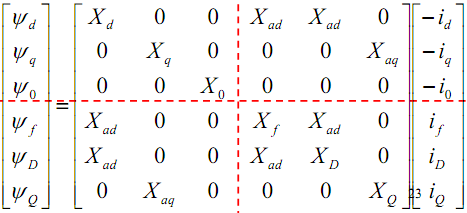 ψd Xd 0 0 Xad Xad 0 −id
ψq 0 Xq 0 0 0 Xaq −iq
ψ0 0 0 X0 0 0 0 −i0
=
ψf Xad 0 0 Xf Xad 0 if
ψD Xad 0 0 Xad XD 0 iD
ψQ 0 Xaq 0 0 0 XQ 23 iQ